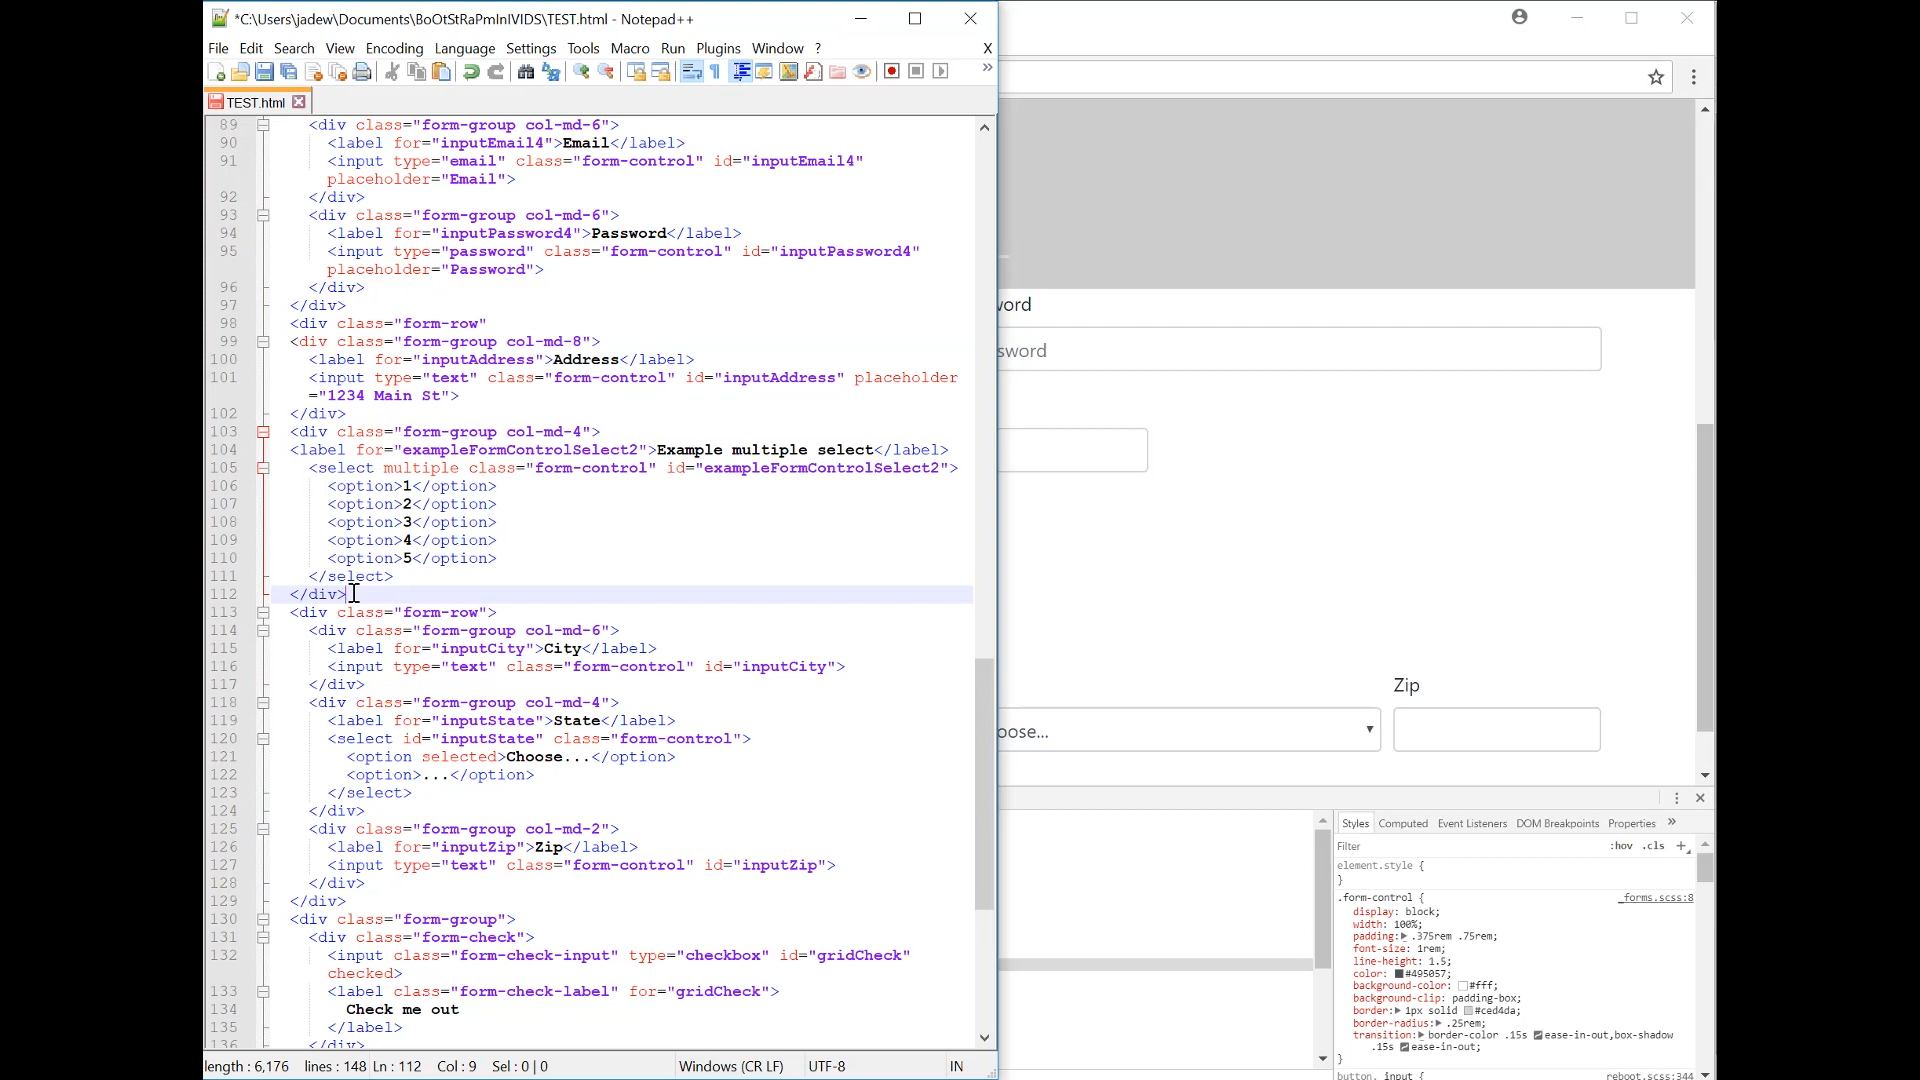 *C:\Users\jadew\Documents\BoOtStRaPmInIVIDS\TEST.html - Notepad++
File Edit Search View Encoding Language Settings Tools Macro Run Plugins Window ? X
TEST.html
89 <div class="form-group col-md-6">
90 <label for="inputEmail4">Email</label>
91 <input type="email" class="form-control" id="inputEmail4"
placeholder="Email">
92 </div>
93 <div class="form-group col-md-6">
94 <label for="inputPassword4">Password</label>
95 <input type="password" class="form-control" id="inputPassword4"
placeholder="Password">
96 </div>
97 </div>
98 <div class="form-row"
99 <div class="form-group col-md-8">
100 <label for="inputAddress">Address</label>
101 <input type="text" class="form-control" id="inputAddress" placeholder
="1234 Main St">
102 </div>
103 <div class="form-group col-md-4">
104 <label for="exampleFormControlSelect2">Example multiple select</label>
105 <select multiple class="form-control" id="exampleFormControlSelect2">
106 <option>1</option>
107 <option>2</option>
108 <option>3</option>
109 <option>4</option>
110 <option>5</option>
111 </select>
112 </div>
113 <div class="form-row">
114 <div class="form-group col-md-6">
115 <label for="inputCity">City</label>
116 <input type="text" class="form-control" id="inputCity">
117 </div>
118 <div class="form-group col-md-4">
119 <label for="inputState">State</label>
120 <select id="inputState" class="form-control">
121 <option selected>Choose...</option>
122 <option>...</option>
123 </select>
124 </div>
125 <div class="form-group col-md-2">
126 <label for="inputZip">Zip</label>
127 <input type="text" class="form-control" id="inputZip">
128 </div>
129 </div>
130 <div class="form-group">
131 <div class="form-check">
132 <input class="form-check-input" type="checkbox" id="gridCheck"
checked>
133 <label class="form-check-label" for="gridCheck">
134 Check me out
135 </label>
136 </div>
length : 6,176 lines : 148 Ln : 112 Col : 9 Sel : 0 | 0 Windows (CR LF) UTF-8 IN
word
sword
Zip
oose...
Styles Computed Event Listeners DOM Breakpoints Properties »
Filter :hov .cls +
element.style {
}
.form-control { _forms.scss:8
display: block;
width: 100%;
padding: .375rem .75rem;
font-size: 1rem;
line-height: 1.5;
color: #495057;
background-color: #fff;
background-clip: padding-box;
border: 1px solid #ced4da;
border-radius: .25rem;
transition: border-color .15s ease-in-out,box-shadow
.15s ease-in-out;
}
button, input { reboot.scss:344